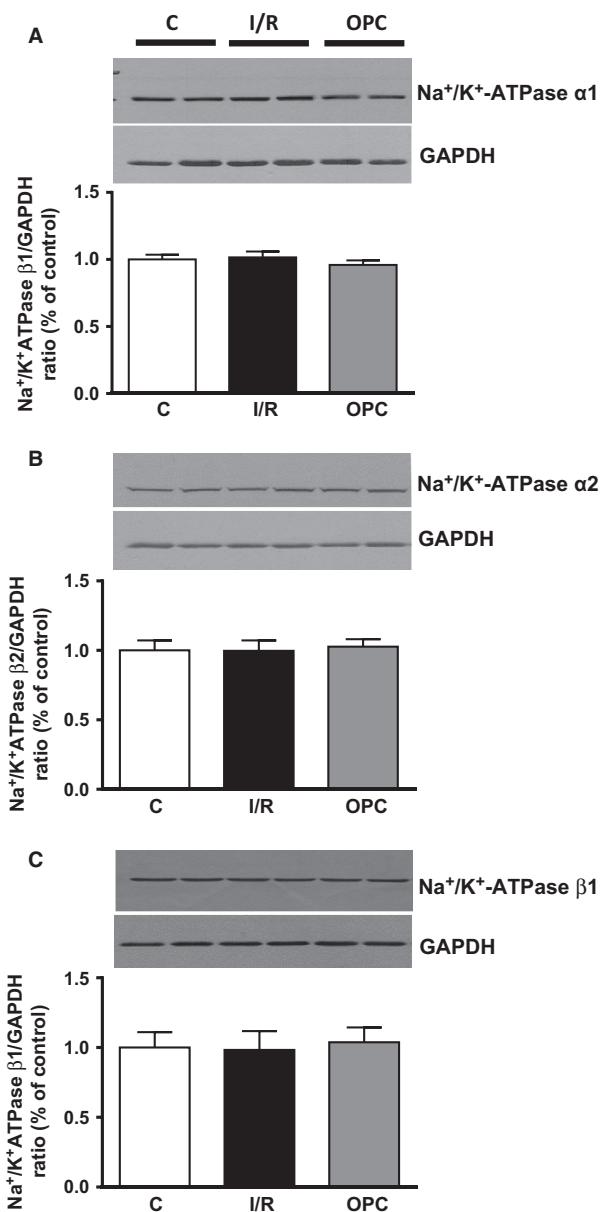 A
C I/R OPC
Na⁺/K⁺-ATPase α1
GAPDH
Na⁺/K⁺ATPase β1/GAPDH
ratio (% of control)
1.5
1.0
0.5
0.0
C I/R OPC
B
Na⁺/K⁺-ATPase α2
GAPDH
Na⁺/K⁺ATPase β2/GAPDH
ratio (% of control)
1.5
1.0
0.5
0.0
C I/R OPC
C
Na⁺/K⁺-ATPase β1
GAPDH
Na⁺/K⁺ATPase β1/GAPDH
ratio (% of control)
1.5
1.0
0.5
0.0
C I/R OPC